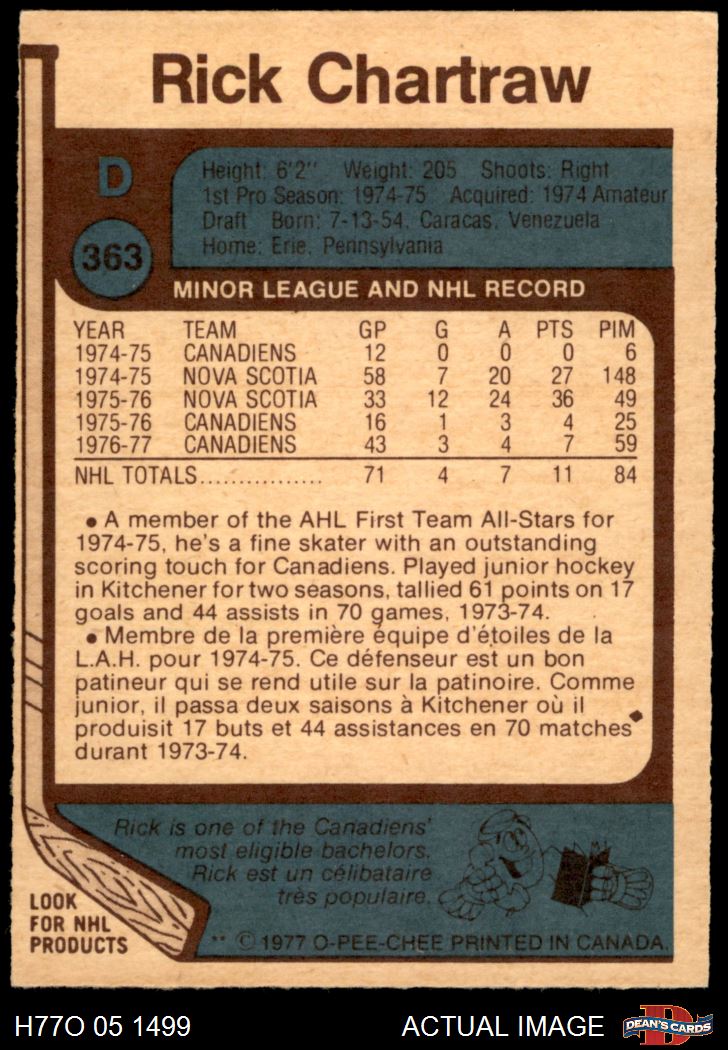 Rick Chartraw
D
363
Height: 6'2" Weight: 205 Shoots: Right
1st Pro Season: 1974-75 Acquired: 1974 Amateur
Draft Born: 7-13-54, Caracas, Venezuela
Home: Erie, Pennsylvania
MINOR LEAGUE AND NHL RECORD
YEAR TEAM GP G A PTS PIM
1974-75 CANADIENS 12 0 0 0 6
1974-75 NOVA SCOTIA 58 7 20 27 148
1975-76 NOVA SCOTIA 33 12 24 36 49
1975-76 CANADIENS 16 1 3 4 25
1976-77 CANADIENS 43 3 4 7 59
NHL TOTALS................ 71 4 7 11 84
• A member of the AHL First Team All-Stars for
1974-75, he's a fine skater with an outstanding
scoring touch for Canadiens. Played junior hockey
in Kitchener for two seasons, tallied 61 points on 17
goals and 44 assists in 70 games, 1973-74.
• Membre de la première équipe d'étoiles de la
L.A.H. pour 1974-75. Ce défenseur est un bon
patineur qui se rend utile sur la patinoire. Comme
junior, il passa deux saisons à Kitchener où il
produisit 17 buts et 44 assistances en 70 matches
durant 1973-74.
Rick is one of the Canadiens'
most eligible bachelors.
Rick est un célibataire
très populaire.
LOOK
FOR NHL
PRODUCTS
** © 1977 O-PEE-CHEE PRINTED IN CANADA.
H77O 05 1499 ACTUAL IMAGE
D
DEAN'S CARDS